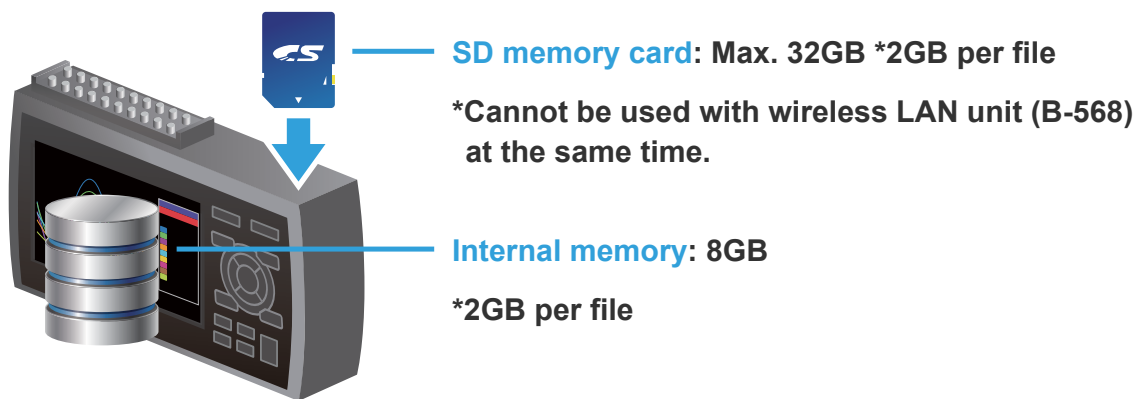 SD memory card: Max. 32GB *2GB per file
*Cannot be used with wireless LAN unit (B-568)
at the same time.
Internal memory: 8GB
*2GB per file